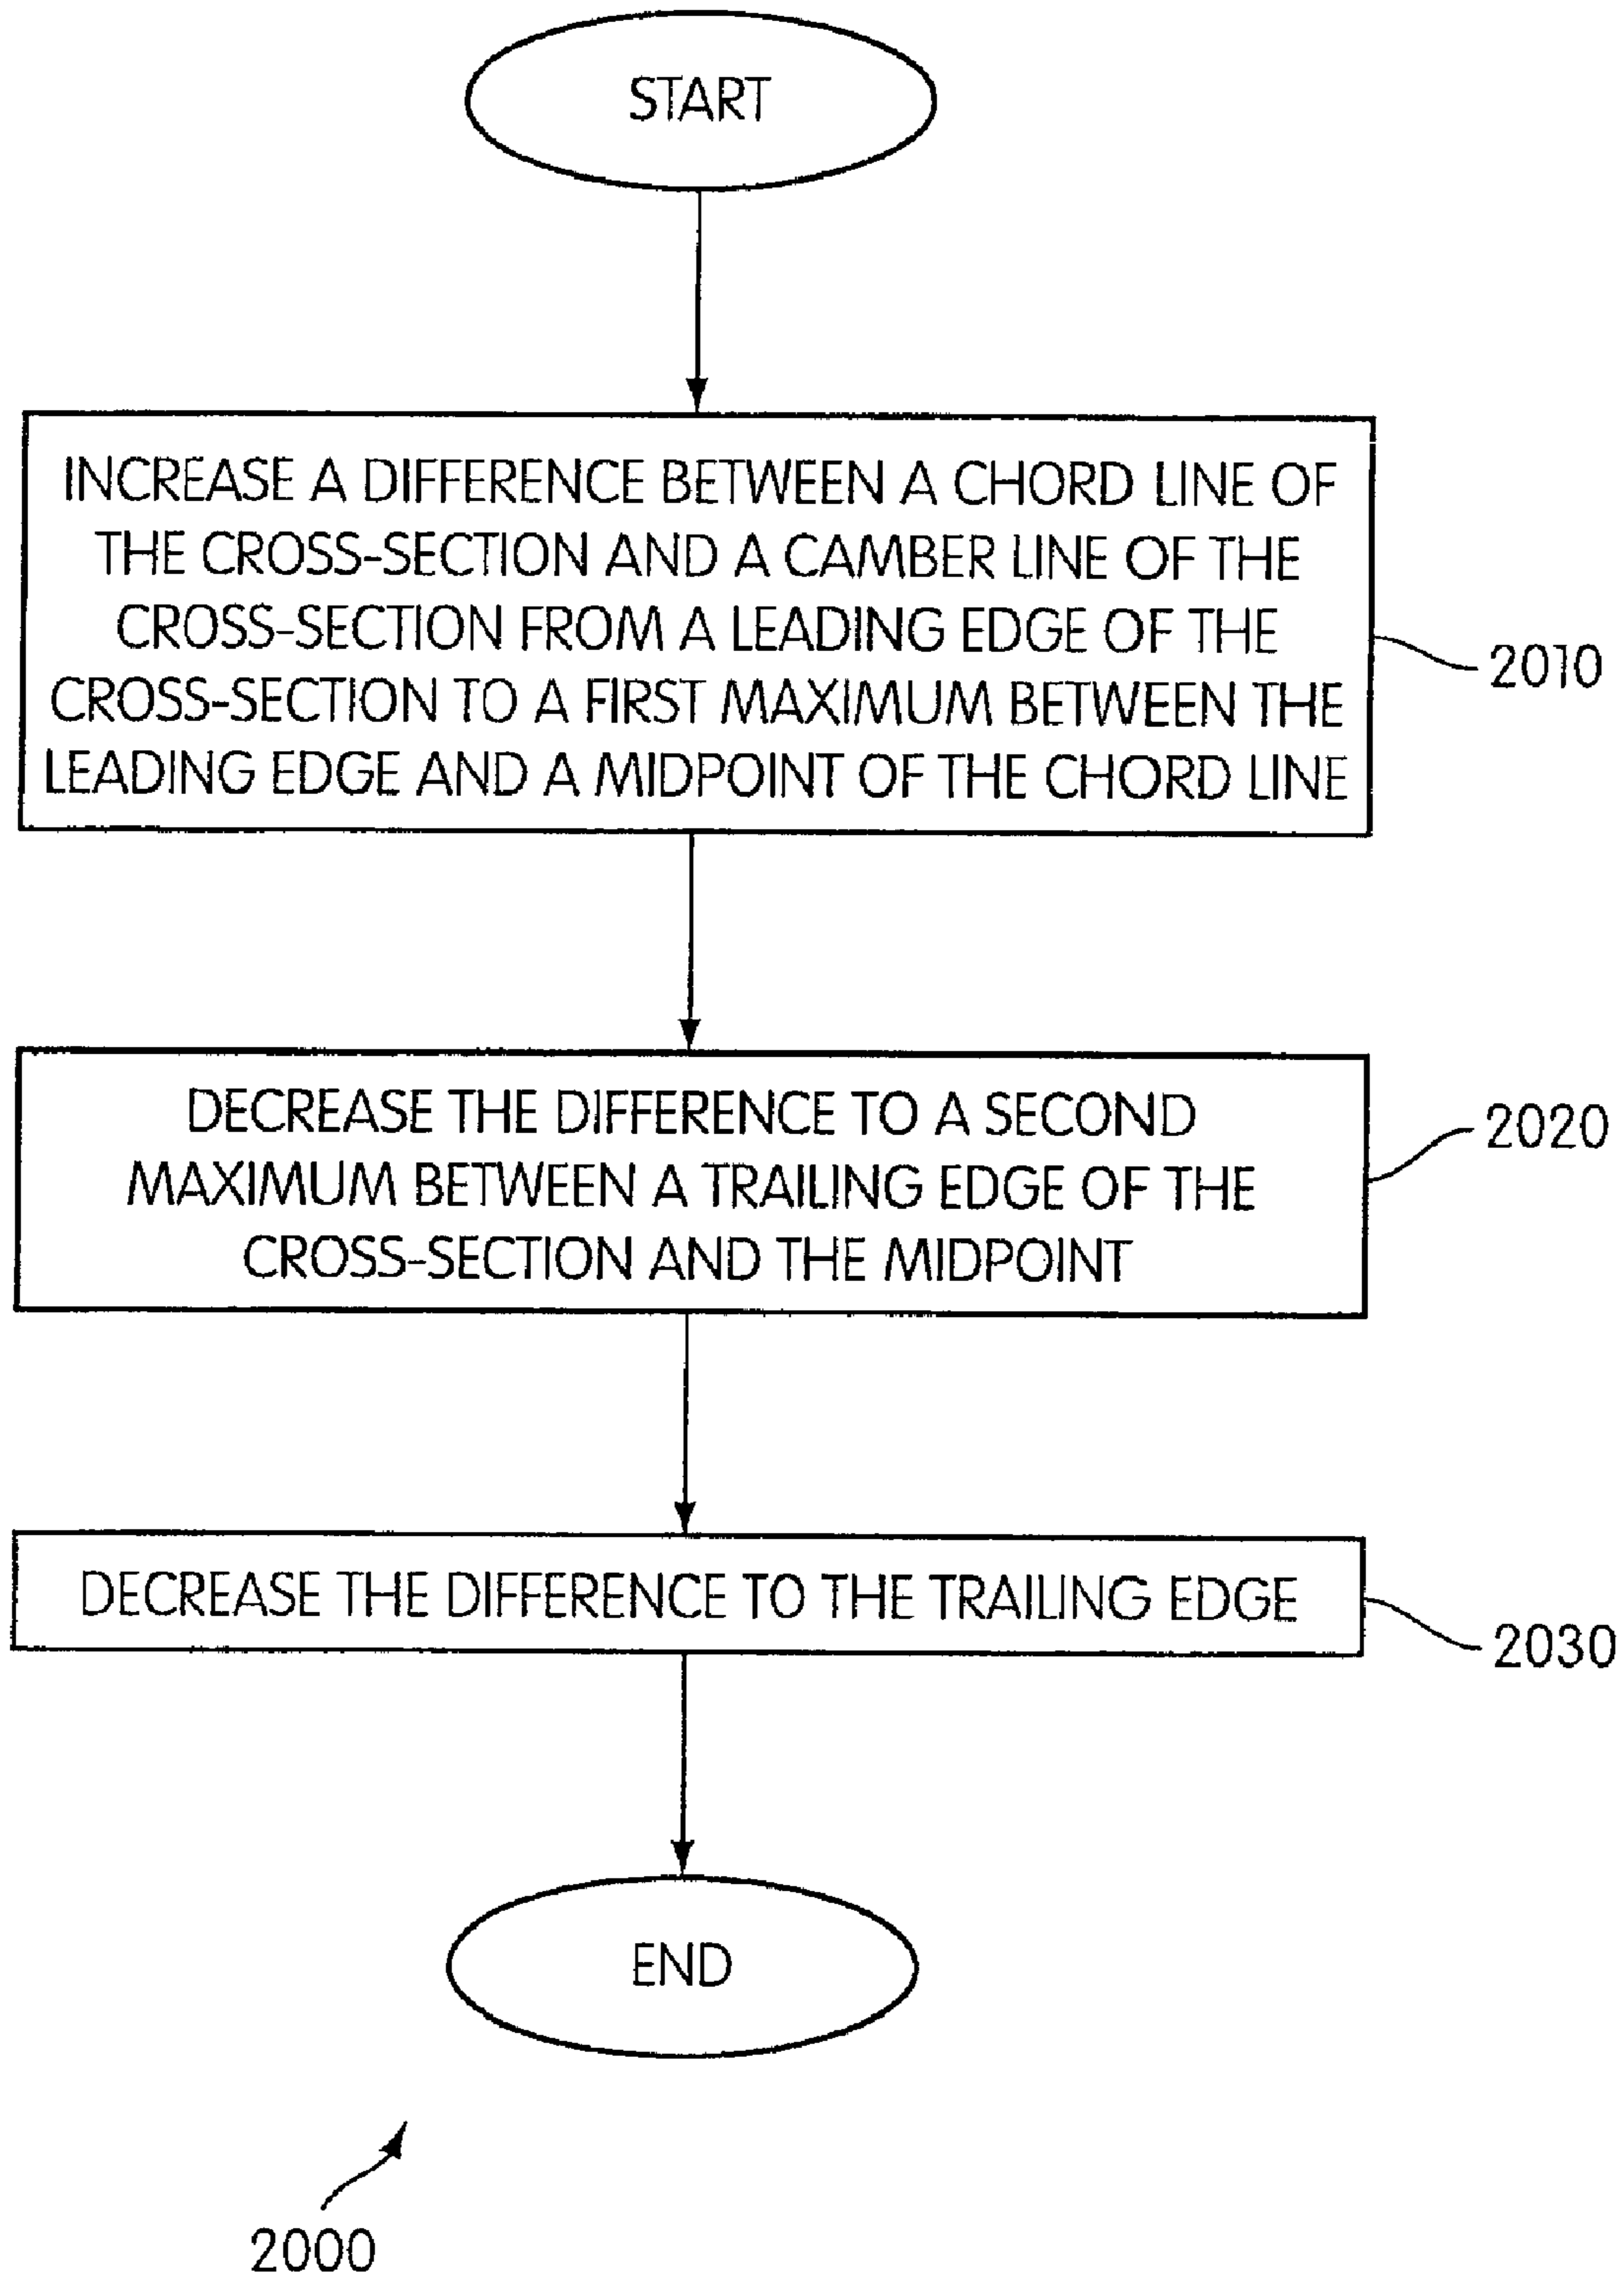 START
INCREASE A DIFFERENCE BETWEEN A CHORD LINE OF
THE CROSS-SECTION AND A CAMBER LINE OF THE
CROSS-SECTION FROM A LEADING EDGE OF THE
CROSS-SECTION TO A FIRST MAXIMUM BETWEEN THE
LEADING EDGE AND A MIDPOINT OF THE CHORD LINE
2010
DECREASE THE DIFFERENCE TO A SECOND
MAXIMUM BETWEEN A TRAILING EDGE OF THE
CROSS-SECTION AND THE MIDPOINT
2020
DECREASE THE DIFFERENCE TO THE TRAILING EDGE
2030
END
2000